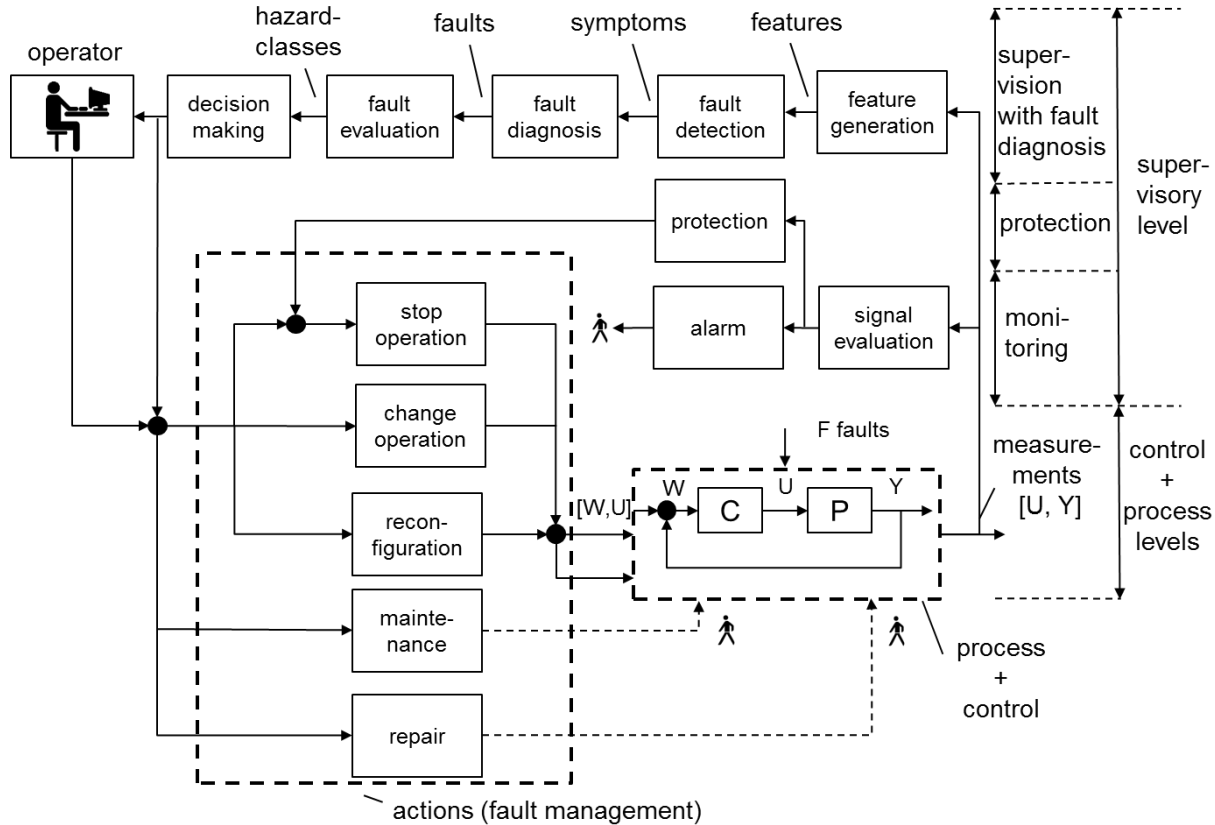 hazard-
classes
faults
symptoms
features
operator
decision
making
fault
evaluation
fault
diagnosis
fault
detection
feature
generation
super-
vision
with fault
diagnosis
super-
visory
level
protection
protection
stop
operation
alarm
signal
evaluation
moni-
toring
change
operation
F faults
measure-
ments
[U, Y]
control
+
process
levels
[W,U]
W
C
U
P
Y
recon-
figuration
mainte-
nance
process
+
control
repair
actions (fault management)